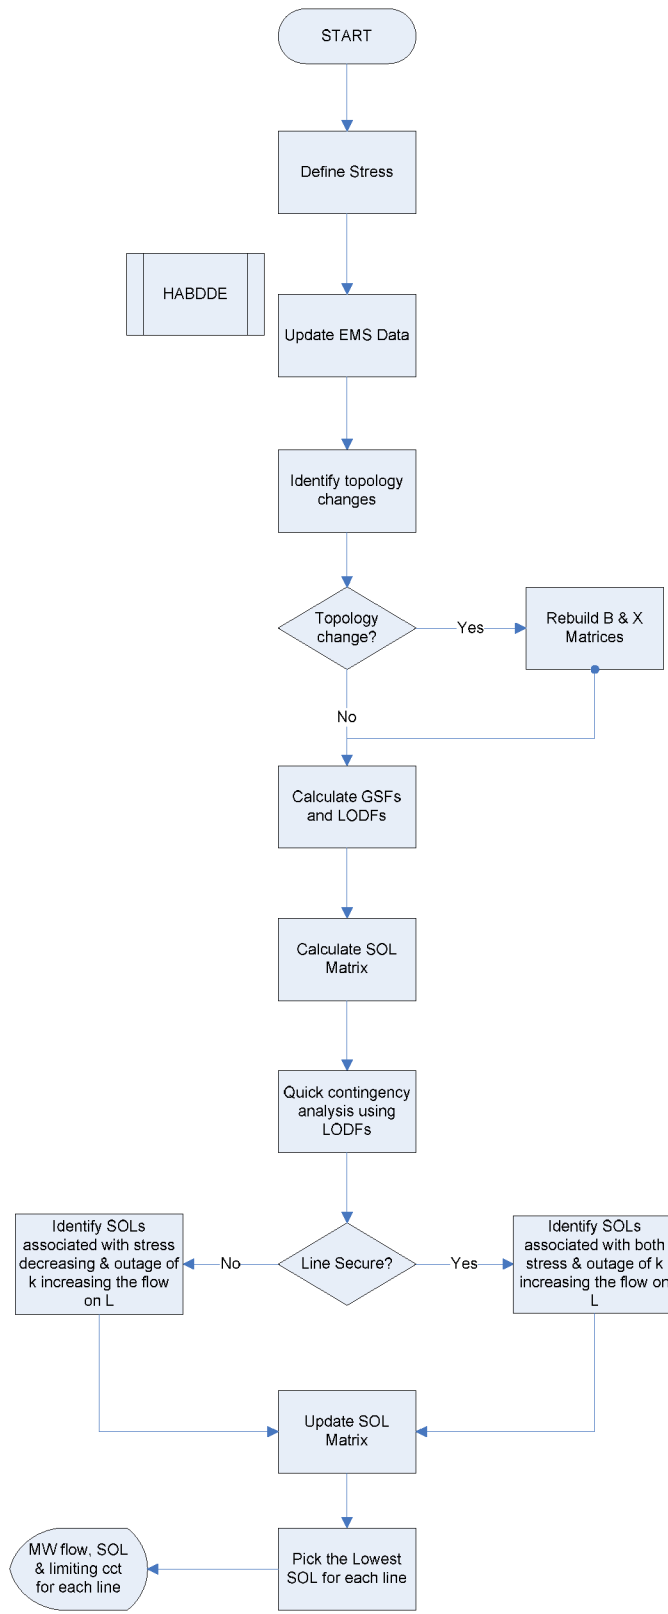 START
Define Stress
HABDDE
Update EMS Data
Identify topology
changes
Topology
change?
Yes
Rebuild B & X
Matrices
No
Calculate GSFs
and LODFs
Calculate SOL
Matrix
Quick contingency
analysis using
LODFs
Identify SOLs
associated with stress
decreasing & outage of
k increasing the flow
on L
No
Line Secure?
Yes
Identify SOLs
associated with both
stress & outage of k
increasing the flow on
L
Update SOL
Matrix
MW flow, SOL
& limiting cct
for each line
Pick the Lowest
SOL for each line